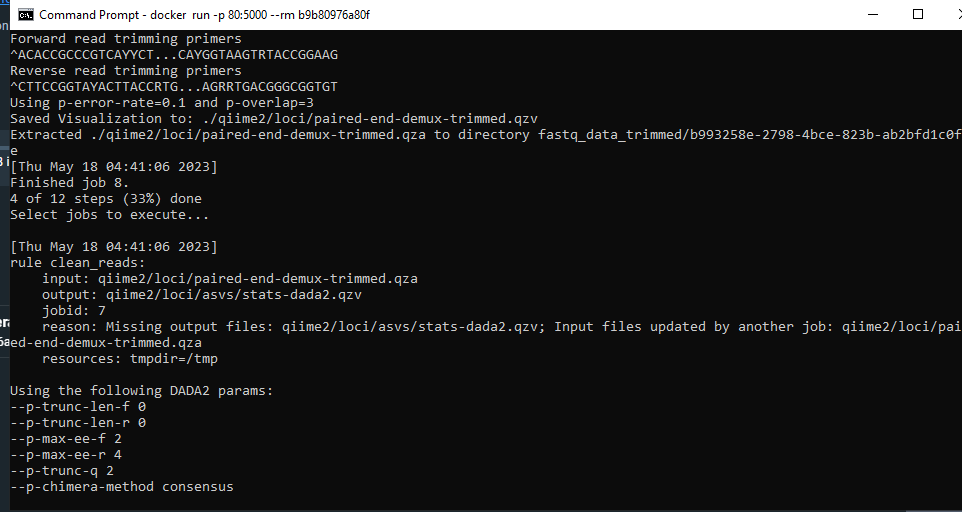 Command Prompt - docker run -p 80:5000 --rm b9b80976a80f
Forward read trimming primers
^ACACCGCCCGTCAYYCT...CAYGGTAAGTRTACCGGAAG
Reverse read trimming primers
^CTTCCGGTAYACTTACCRTG...AGRRTGACGGGCGGTGT
Using p-error-rate=0.1 and p-overlap=3
Saved Visualization to: ./qiime2/loci/paired-end-demux-trimmed.qzv
Extracted ./qiime2/loci/paired-end-demux-trimmed.qza to directory fastq_data_trimmed/b993258e-2798-4bce-823b-ab2bfd1c0f
e
[Thu May 18 04:41:06 2023]
Finished job 8.
4 of 12 steps (33%) done
Select jobs to execute...
[Thu May 18 04:41:06 2023]
rule clean_reads:
    input: qiime2/loci/paired-end-demux-trimmed.qza
    output: qiime2/loci/asvs/stats-dada2.qzv
    jobid: 7
    reason: Missing output files: qiime2/loci/asvs/stats-dada2.qzv; Input files updated by another job: qiime2/loci/pai
ed-end-demux-trimmed.qza
    resources: tmpdir=/tmp
Using the following DADA2 params:
--p-trunc-len-f 0
--p-trunc-len-r 0
--p-max-ee-f 2
--p-max-ee-r 4
--p-trunc-q 2
--p-chimera-method consensus